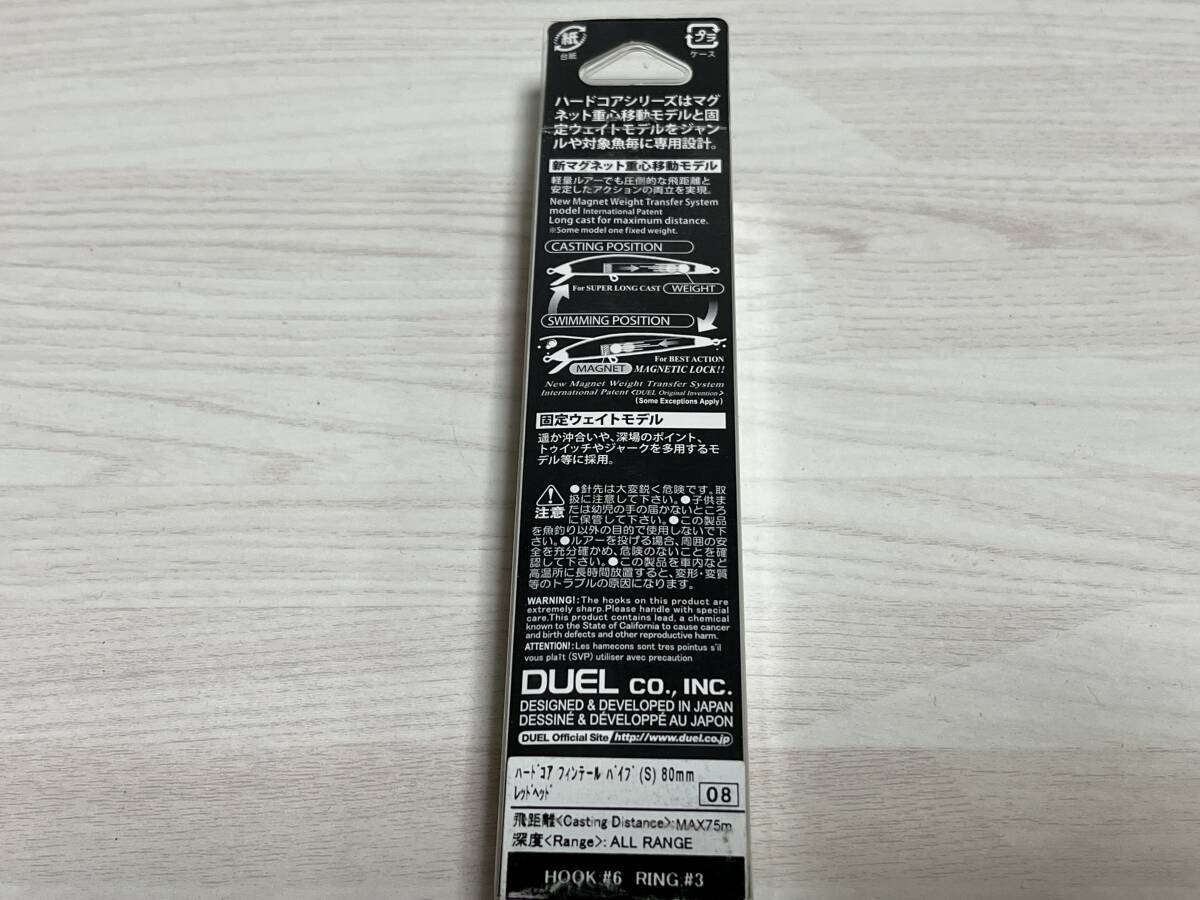 紙
台紙
プラ
ケース
ハードコアシリーズはマグ
ネット重心移動モデルと固
定ウェイトモデルをジャン
ルや対象魚毎に専用設計。
新マグネット重心移動モデル
軽量ルアーでも圧倒的な飛距離と
安定したアクションの両立を実現。
New Magnet Weight Transfer System
model International Patent
Long cast for maximum distance.
※Some model one fixed weight.
CASTING POSITION
For SUPER LONG CAST WEIGHT
SWIMMING POSITION
For BEST ACTION
MAGNET MAGNETIC LOCK!!
New Magnet Weight Transfer System
International Patent <DUEL Original Invention>
(Some Exceptions Apply)
固定ウェイトモデル
遥か沖合いや、深場のポイント、
トゥイッチやジャークを多用するモ
デル等に採用。
注意
●針先は大変鋭く危険です。取
扱に注意して下さい。●子供ま
たは幼児の手の届かないところ
に保管して下さい。●この製品
を魚釣り以外の目的で使用しないで下
さい。●ルアーを投げる場合、周囲の安
全を充分確かめ、危険のないことを確
認して下さい。●この製品を車内など
高温所に長時間放置すると、変形・変質
等のトラブルの原因になります。
WARNING!:The hooks on this product are
extremely sharp.Please handle with special
care.This product contains lead, a chemical
known to the State of California to cause cancer
and birth defects and other reproductive harm.
ATTENTION!:Les hamecons sont tres pointus s'il
vous plaît (SVP) utiliser avec precaution
DUEL CO., INC.
DESIGNED & DEVELOPED IN JAPAN
DESSINÉ & DÉVELOPPÉ AU JAPON
DUEL Official Site http://www.duel.co.jp
ﾊｰﾄﾞｺｱ ﾌｨﾝﾃｰﾙ ﾊﾞｲﾌﾞ (S) 80mm
ﾚｯﾄﾞﾍｯﾄﾞ 08
飛距離<Casting Distance>:MAX75m
深度<Range>: ALL RANGE
HOOK:#6 RING:#3